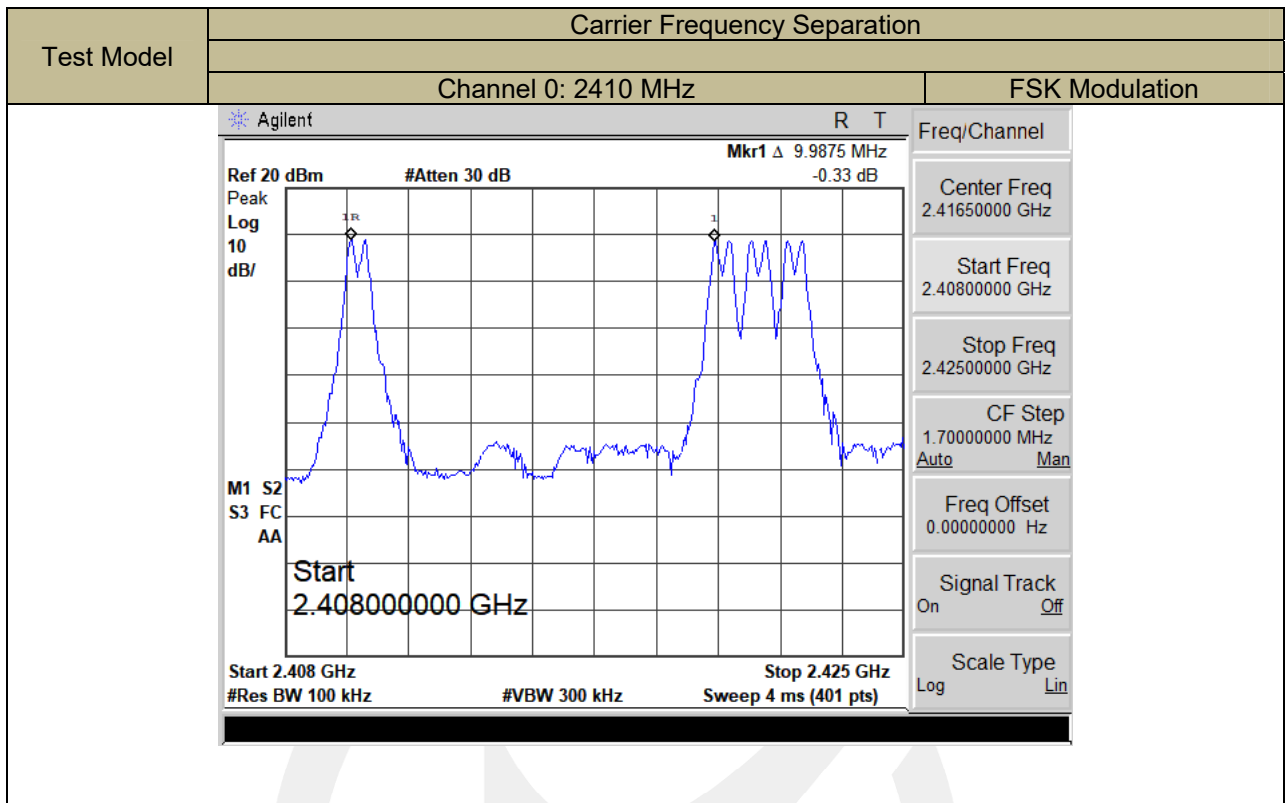 Test Model
Carrier Frequency Separation
Channel 0: 2410 MHz
FSK Modulation
Agilent
R T
Freq/Channel
Mkr1 Δ 9.9875 MHz
Ref 20 dBm
#Atten 30 dB
-0.33 dB
Peak
Log
10
dB/
1R
1
Center Freq
2.41650000 GHz
Start Freq
2.40800000 GHz
Stop Freq
2.42500000 GHz
CF Step
1.70000000 MHz
Auto Man
M1 S2
S3 FC
AA
Freq Offset
0.00000000 Hz
Start
2.408000000 GHz
Signal Track
On Off
Start 2.408 GHz
Stop 2.425 GHz
#Res BW 100 kHz
#VBW 300 kHz
Sweep 4 ms (401 pts)
Scale Type
Log Lin